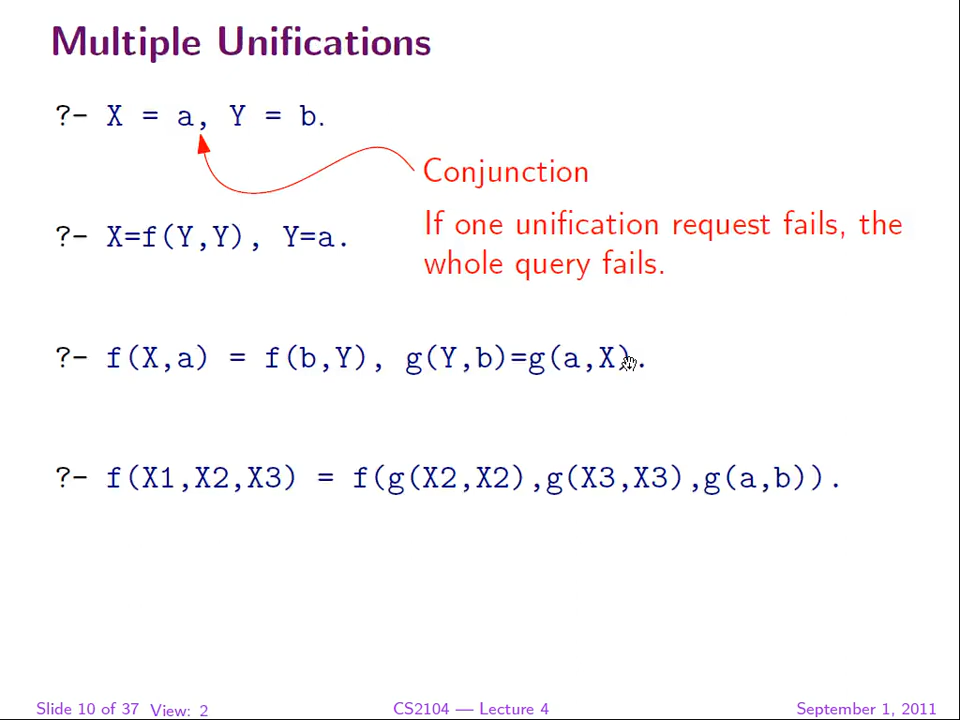 Multiple Unifications
?- X = a, Y = b.
Conjunction
?- X=f(Y,Y), Y=a.
If one unification request fails, the
whole query fails.
?- f(X,a) = f(b,Y), g(Y,b)=g(a,X).
?- f(X1,X2,X3) = f(g(X2,X2),g(X3,X3),g(a,b)).
Slide 10 of 37 View: 2 CS2104 — Lecture 4 September 1, 2011